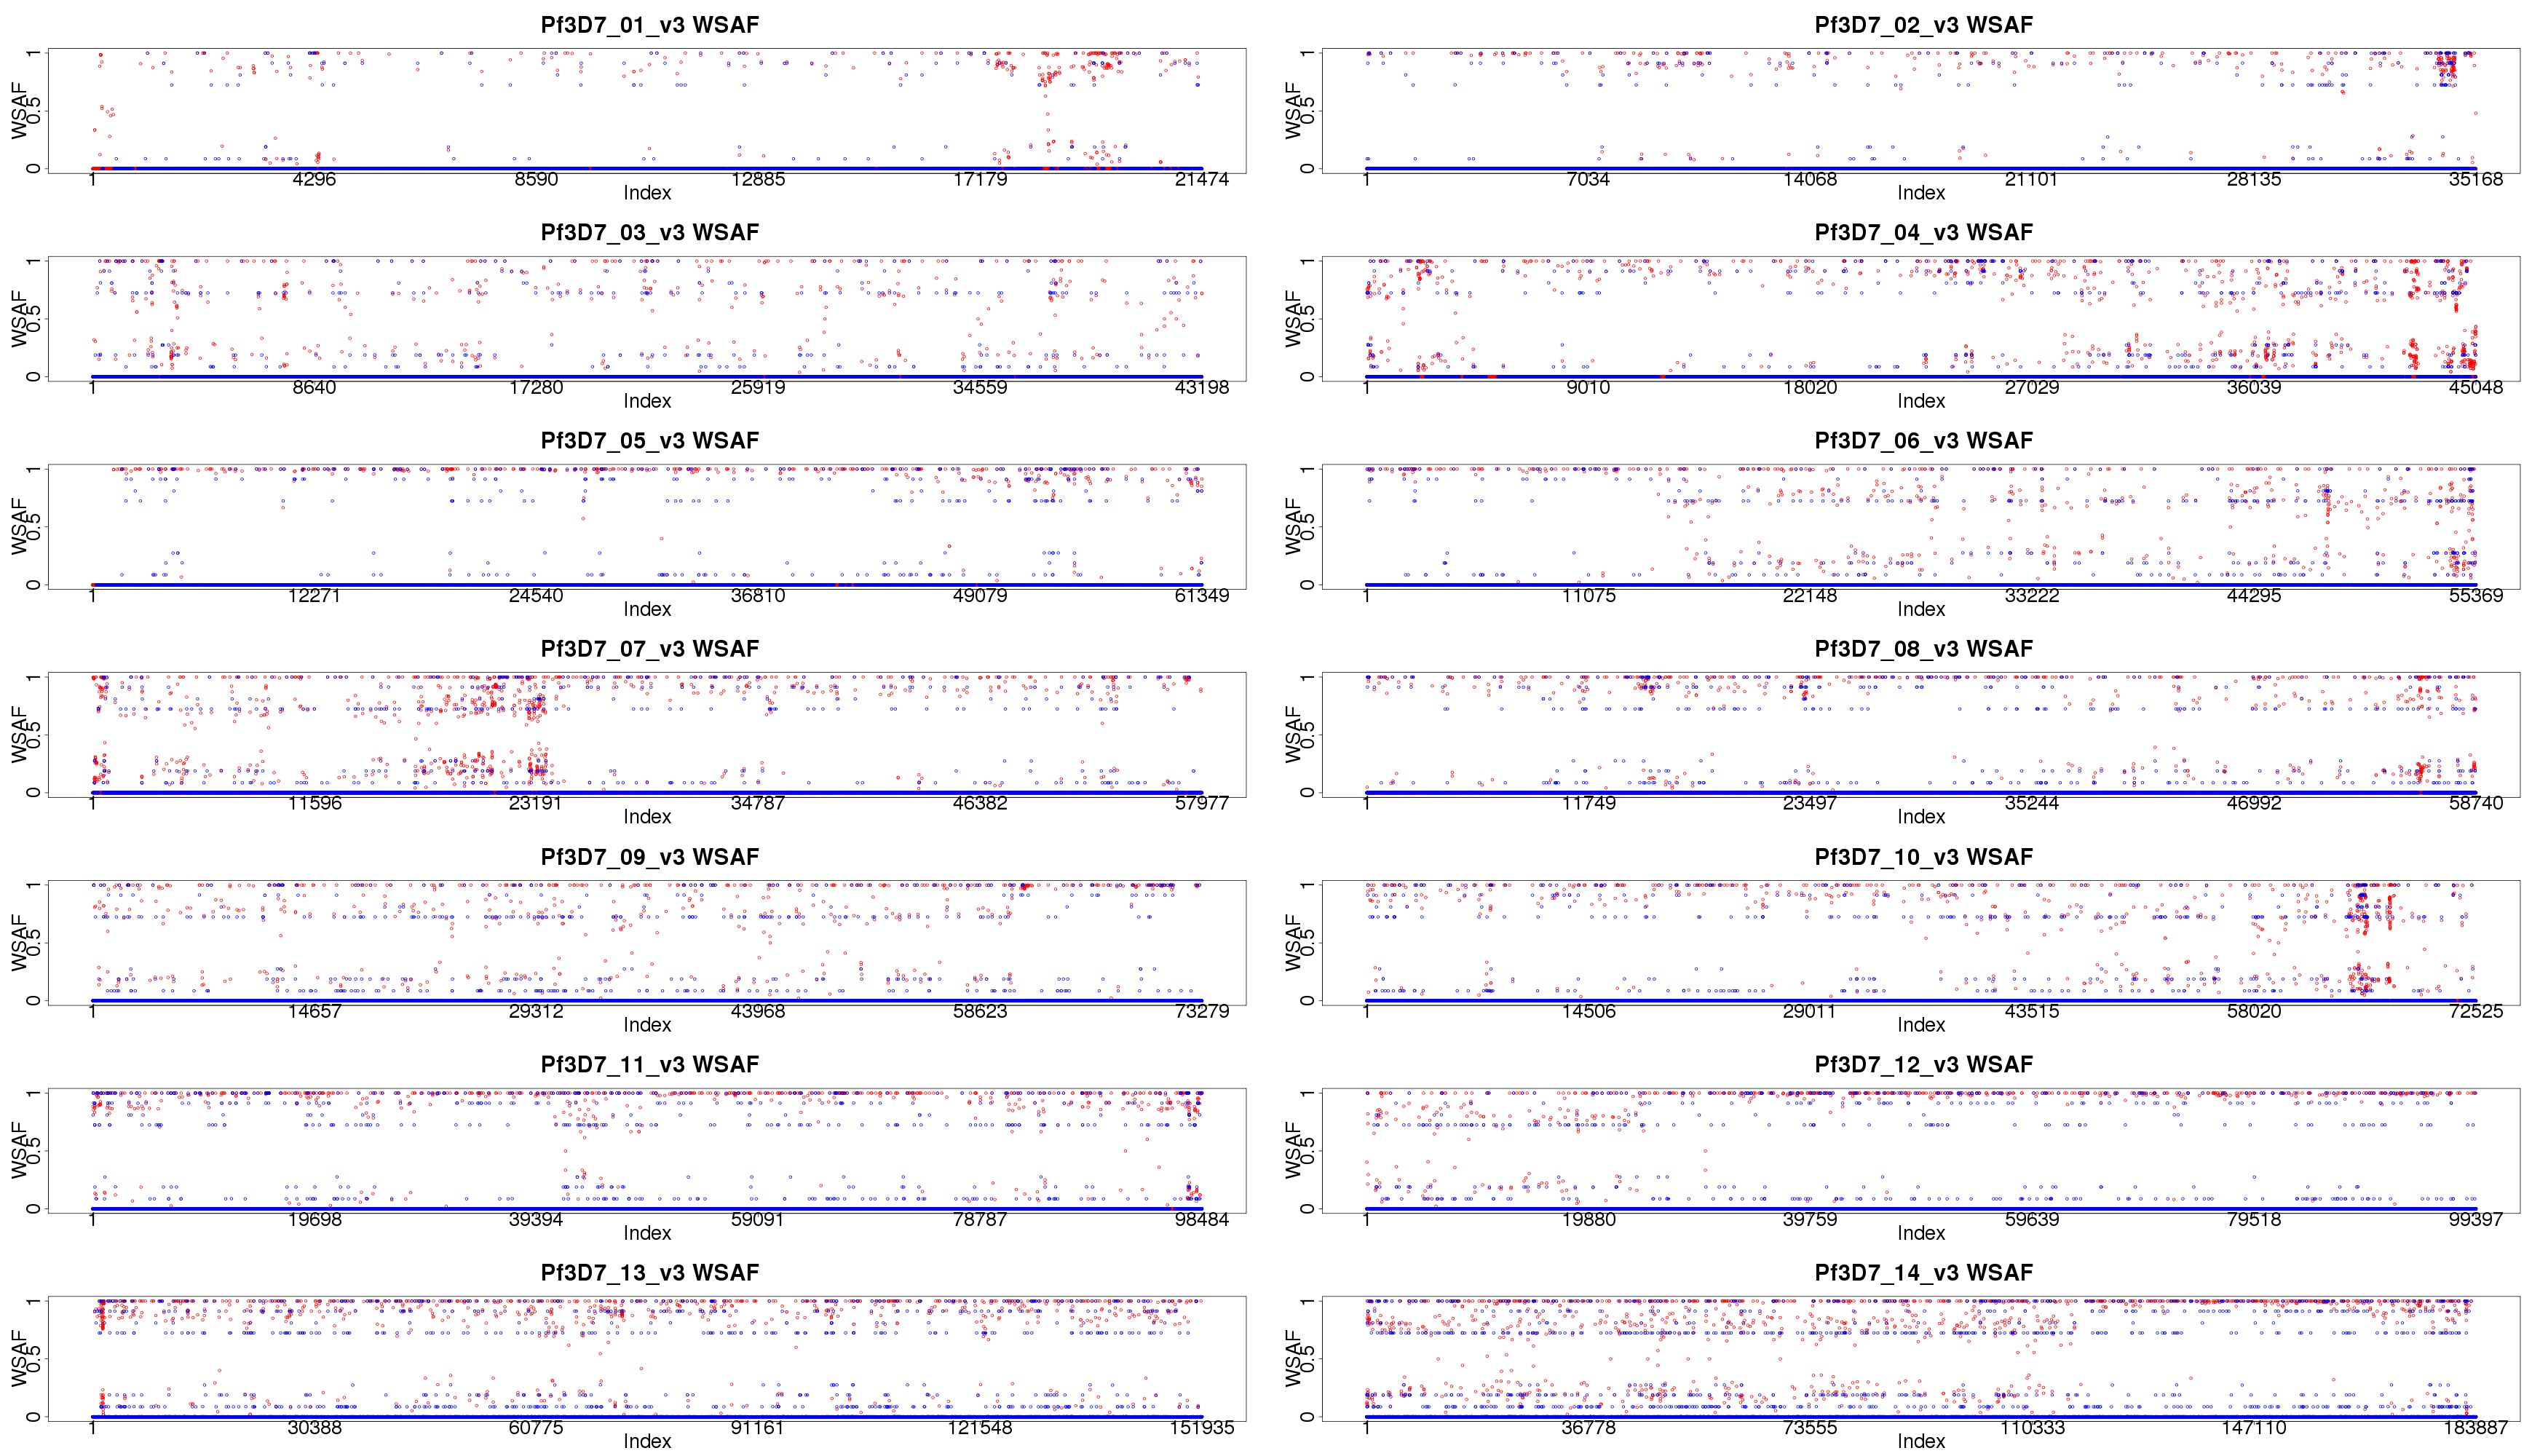 Pf3D7_01_v3 WSAF
WSAF
0 0.5 1
1 4296 8590 12885 17179 21474
Index
Pf3D7_02_v3 WSAF
WSAF
0 0.5 1
1 7034 14068 21101 28135 35168
Index
Pf3D7_03_v3 WSAF
WSAF
0 0.5 1
1 8640 17280 25919 34559 43198
Index
Pf3D7_04_v3 WSAF
WSAF
0 0.5 1
1 9010 18020 27029 36039 45048
Index
Pf3D7_05_v3 WSAF
WSAF
0 0.5 1
1 12271 24540 36810 49079 61349
Index
Pf3D7_06_v3 WSAF
WSAF
0 0.5 1
1 11075 22148 33222 44295 55369
Index
Pf3D7_07_v3 WSAF
WSAF
0 0.5 1
1 11596 23191 34787 46382 57977
Index
Pf3D7_08_v3 WSAF
WSAF
0 0.5 1
1 11749 23497 35244 46992 58740
Index
Pf3D7_09_v3 WSAF
WSAF
0 0.5 1
1 14657 29312 43968 58623 73279
Index
Pf3D7_10_v3 WSAF
WSAF
0 0.5 1
1 14506 29011 43515 58020 72525
Index
Pf3D7_11_v3 WSAF
WSAF
0 0.5 1
1 19698 39394 59091 78787 98484
Index
Pf3D7_12_v3 WSAF
WSAF
0 0.5 1
1 19880 39759 59639 79518 99397
Index
Pf3D7_13_v3 WSAF
WSAF
0 0.5 1
1 30388 60775 91161 121548 151935
Index
Pf3D7_14_v3 WSAF
WSAF
0 0.5 1
1 36778 73555 110333 147110 183887
Index